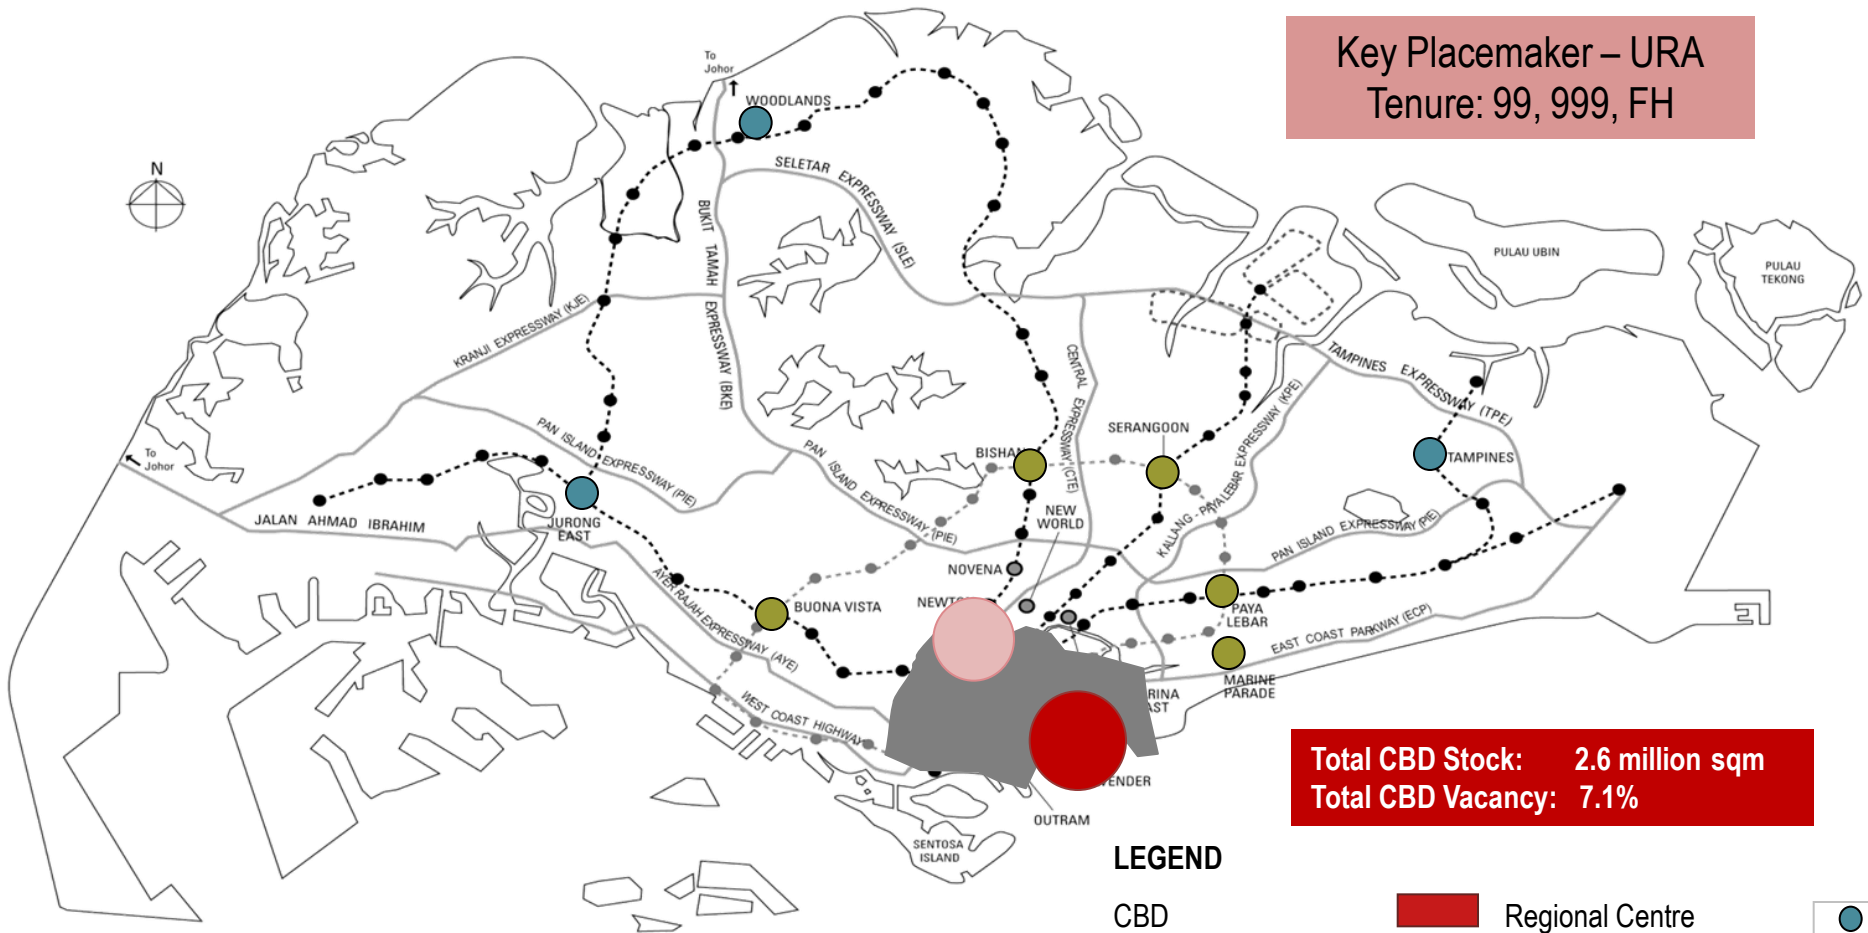 Key Placemaker – URA
Tenure: 99, 999, FH
To
Johor
WOODLANDS
N
SELETAR EXPRESSWAY (SLE)
BUKIT TAMAH EXPRESSWAY (BKE)
PULAU UBIN
PULAU
TEKONG
KRANJI EXPRESSWAY (KJE)
CENTRAL EXPRESSWAY (CTE)
TAMPINES EXPRESSWAY (TPE)
PAN ISLAND EXPRESSWAY (PIE)
PAN ISLAND EXPRESSWAY (PIE)
KALLANG - PAYA LEBAR EXPRESSWAY (KPE)
SERANGOON
BISHAN
TAMPINES
To
Johor
JALAN AHMAD IBRAHIM
JURONG
EAST
NEW
WORLD
PAN ISLAND EXPRESSWAY (PIE)
NOVENA
AYER RAJAH EXPRESSWAY (AYE)
BUONA VISTA
PAYA
LEBAR
EAST COAST PARKWAY (ECP)
MARINE
PARADE
WEST COAST HIGHWAY
OUTRAM
SENTOSA
ISLAND
Total CBD Stock: 2.6 million sqm
Total CBD Vacancy: 7.1%
LEGEND
CBD
Regional Centre